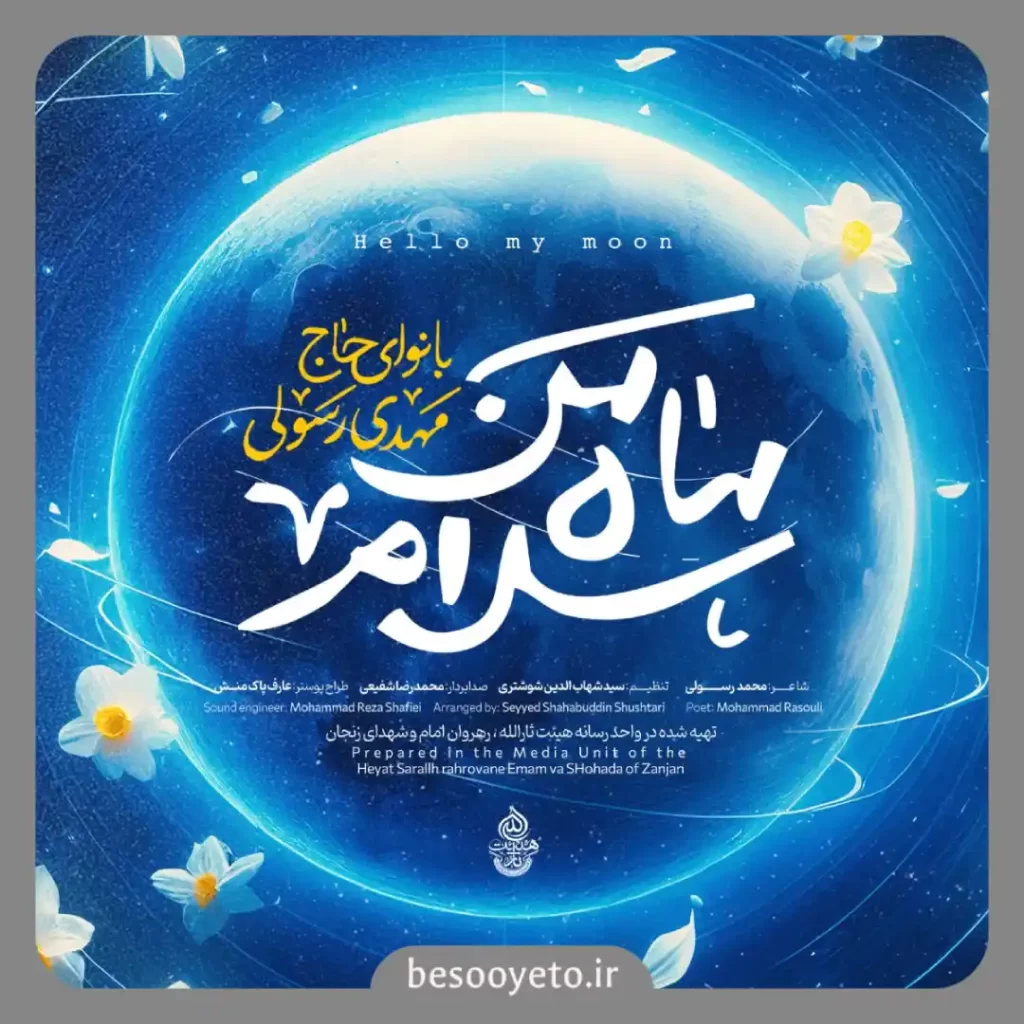 Hello my moon
با نوای حاج
مهدی رسولی
ماه من
سلام
شاعر: محمد رسولی تنظیم: سید شهاب الدین شوشتری صدابردار: محمدرضا شفیعی طراح پوستر: عارف پاک منش
Sound engineer: Mohammad Reza Shafiei Arranged by: Seyyed Shahabuddin Shushtari Poet: Mohammad Rasouli
تهیه شده در واحد رسانه هیئت ثارالله، رهروان امام و شهدای زنجان
Prepared In the Media Unit of the
Heyat Sarallh rahrovane Emam va SHohada of Zanjan
besooyeto.ir